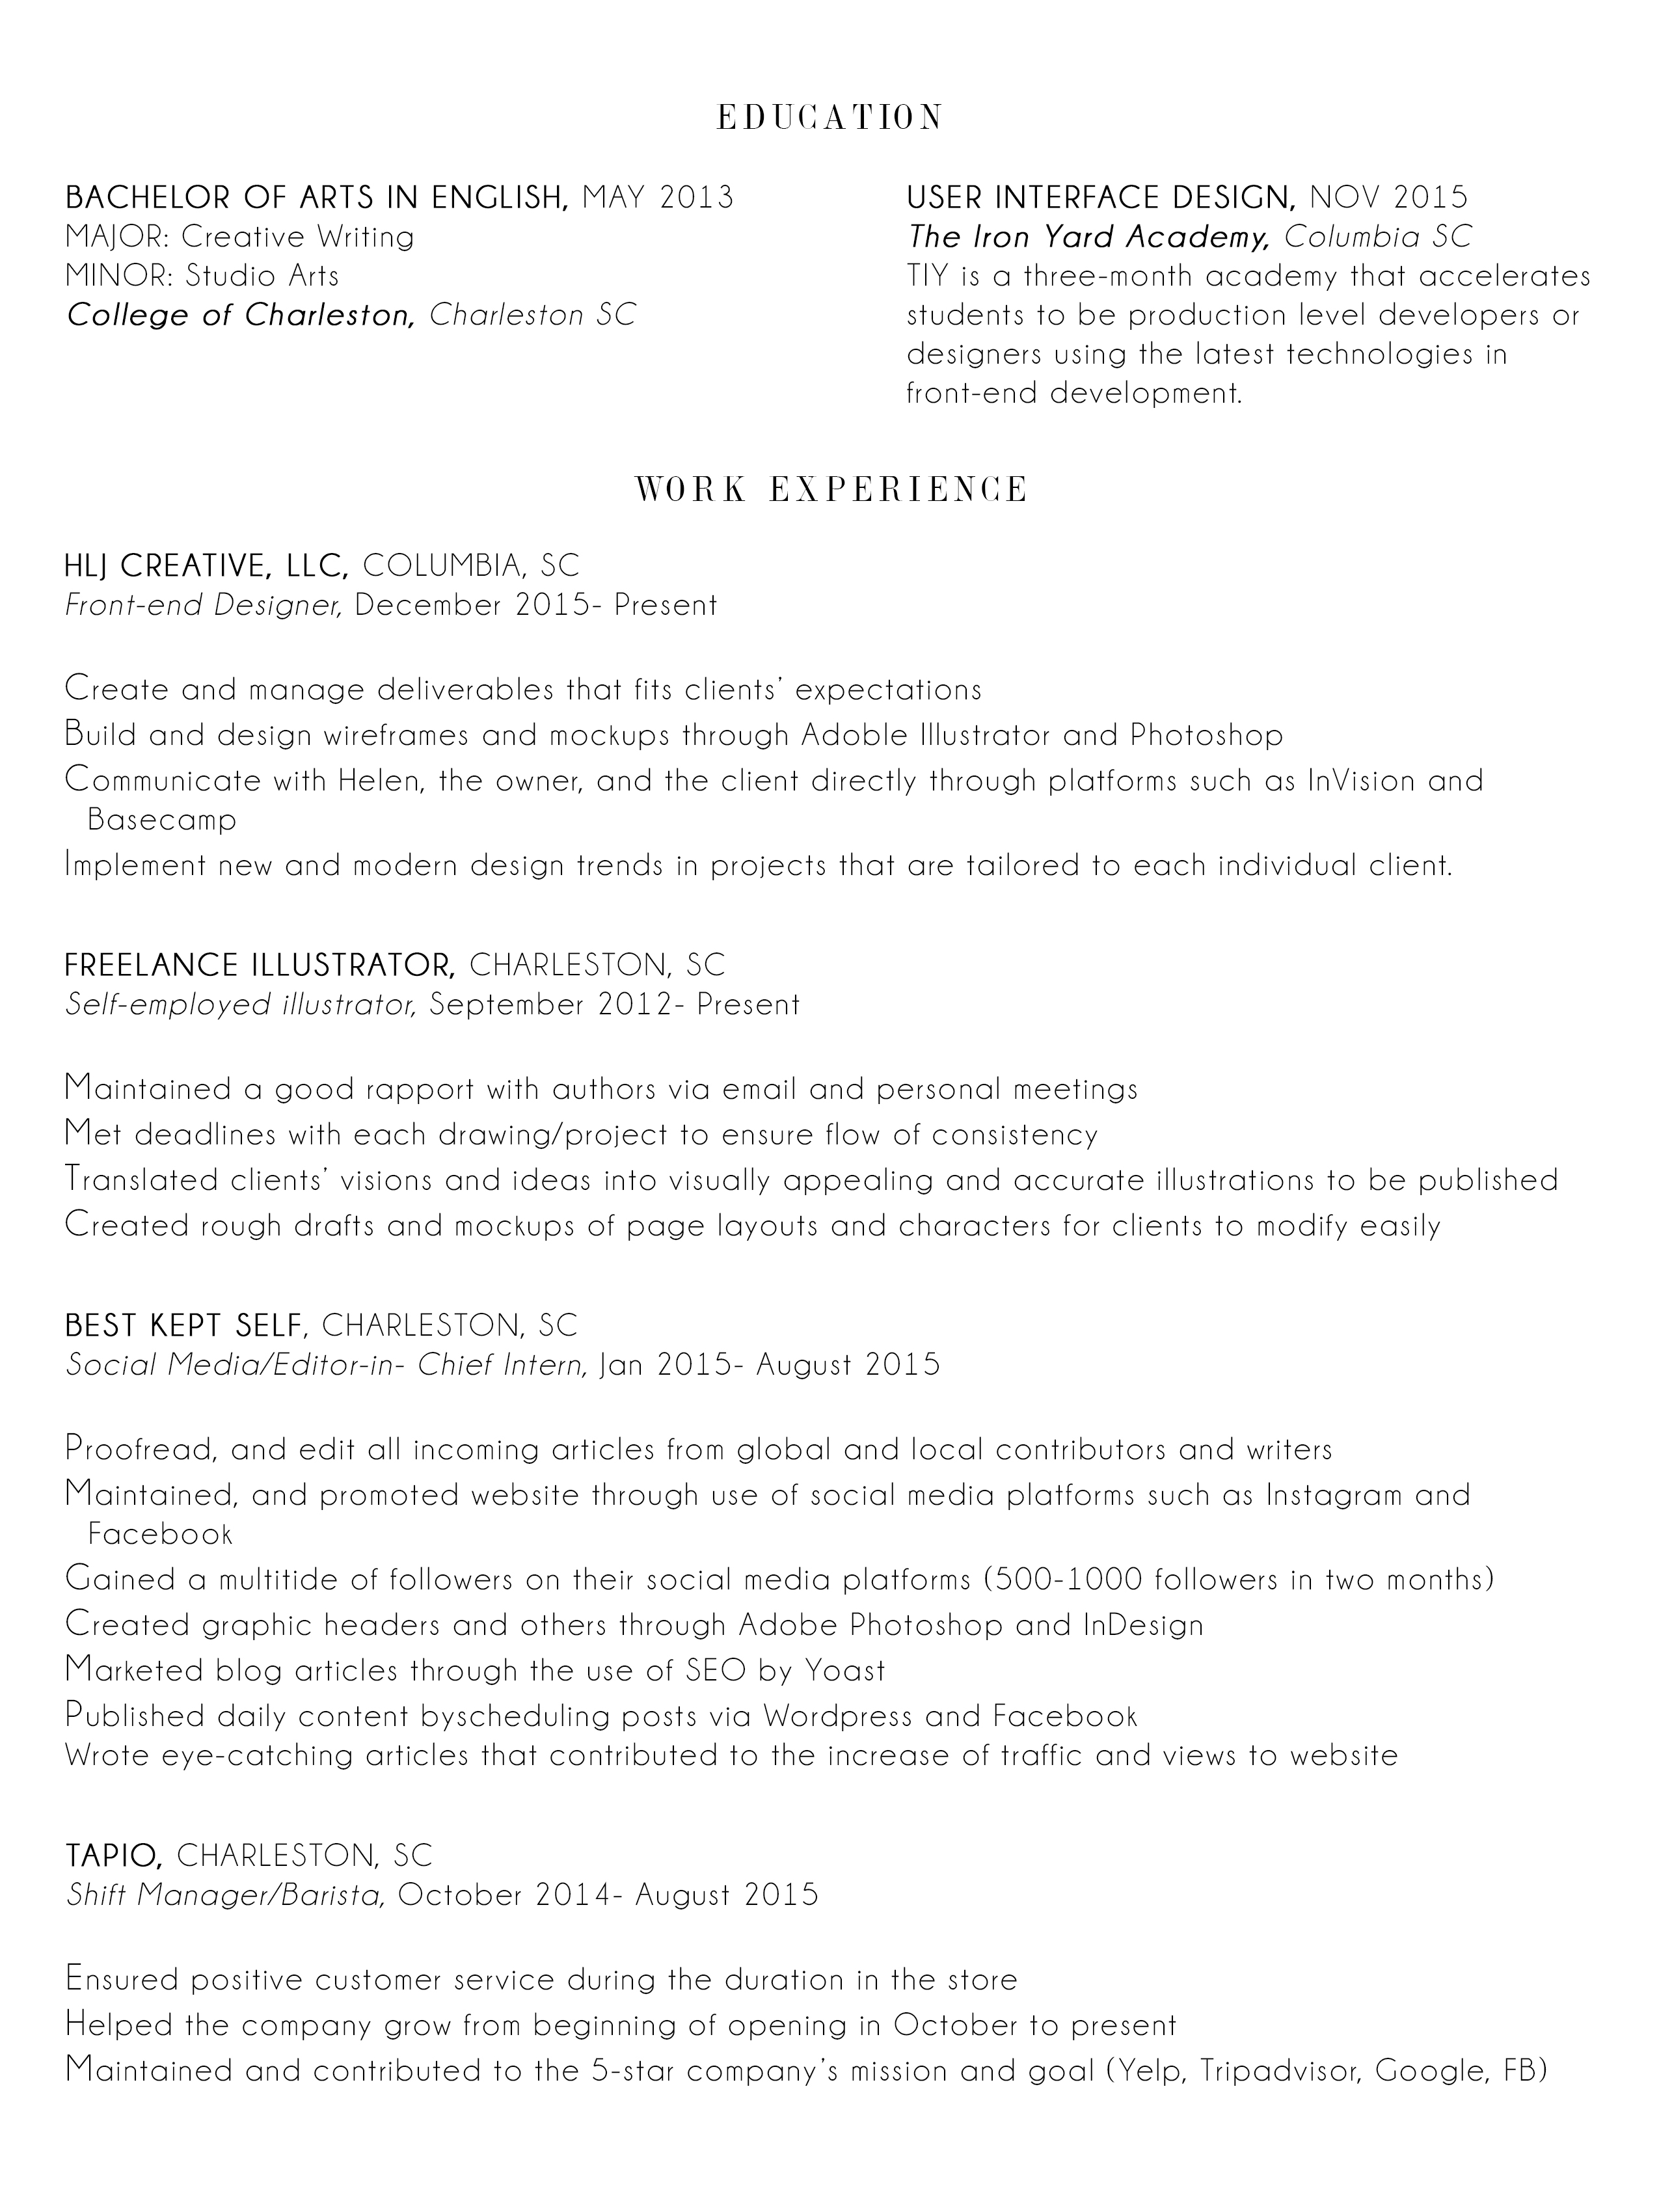 EDUCATION
BACHELOR OF ARTS IN ENGLISH, MAY 2013
MAJOR: Creative Writing
MINOR: Studio Arts
College of Charleston, Charleston SC
USER INTERFACE DESIGN, NOV 2015
The Iron Yard Academy, Columbia SC
TIY is a three-month academy that accelerates
students to be production level developers or
designers using the latest technologies in
front-end development.
WORK EXPERIENCE
HLJ CREATIVE, LLC, COLUMBIA, SC
Front-end Designer, December 2015- Present
Create and manage deliverables that fits clients’ expectations
Build and design wireframes and mockups through Adoble Illustrator and Photoshop
Communicate with Helen, the owner, and the client directly through platforms such as InVision and
Basecamp
Implement new and modern design trends in projects that are tailored to each individual client.
FREELANCE ILLUSTRATOR, CHARLESTON, SC
Self-employed illustrator, September 2012- Present
Maintained a good rapport with authors via email and personal meetings
Met deadlines with each drawing/project to ensure flow of consistency
Translated clients’ visions and ideas into visually appealing and accurate illustrations to be published
Created rough drafts and mockups of page layouts and characters for clients to modify easily
BEST KEPT SELF, CHARLESTON, SC
Social Media/Editor-in- Chief Intern, Jan 2015- August 2015
Proofread, and edit all incoming articles from global and local contributors and writers
Maintained, and promoted website through use of social media platforms such as Instagram and
Facebook
Gained a multitide of followers on their social media platforms (500-1000 followers in two months)
Created graphic headers and others through Adobe Photoshop and InDesign
Marketed blog articles through the use of SEO by Yoast
Published daily content byscheduling posts via Wordpress and Facebook
Wrote eye-catching articles that contributed to the increase of traffic and views to website
TAPIO, CHARLESTON, SC
Shift Manager/Barista, October 2014- August 2015
Ensured positive customer service during the duration in the store
Helped the company grow from beginning of opening in October to present
Maintained and contributed to the 5-star company’s mission and goal (Yelp, Tripadvisor, Google, FB)